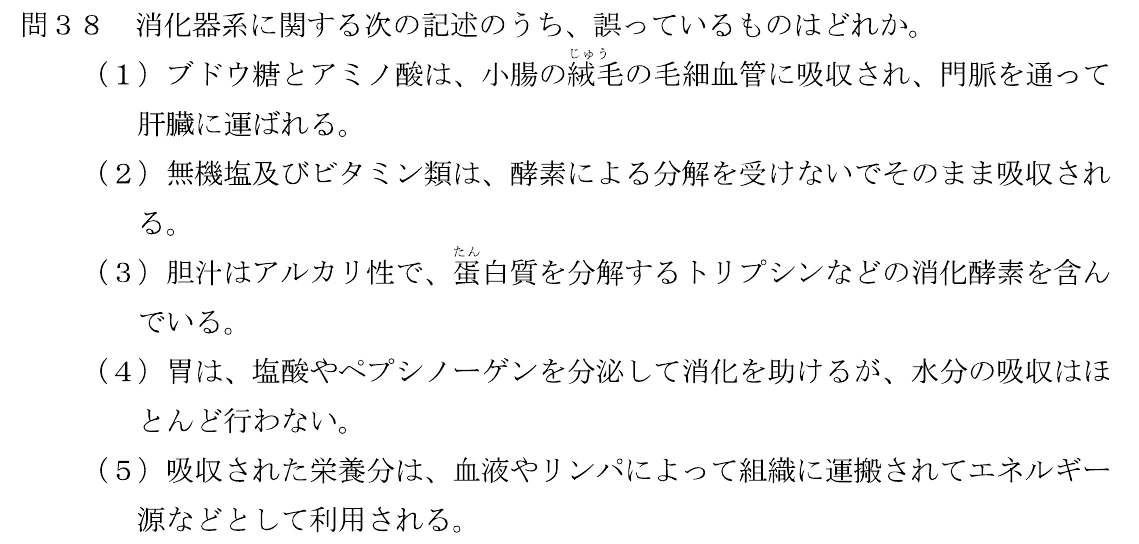 問３８　消化器系に関する次の記述のうち、誤っているものはどれか。
じゅう
（１）ブドウ糖とアミノ酸は、小腸の絨毛の毛細血管に吸収され、門脈を通って
肝臓に運ばれる。
（２）無機塩及びビタミン類は、酵素による分解を受けないでそのまま吸収され
る。
たん
（３）胆汁はアルカリ性で、蛋白質を分解するトリプシンなどの消化酵素を含ん
でいる。
（４）胃は、塩酸やペプシノーゲンを分泌して消化を助けるが、水分の吸収はほ
とんど行わない。
（５）吸収された栄養分は、血液やリンパによって組織に運搬されてエネルギー
源などとして利用される。